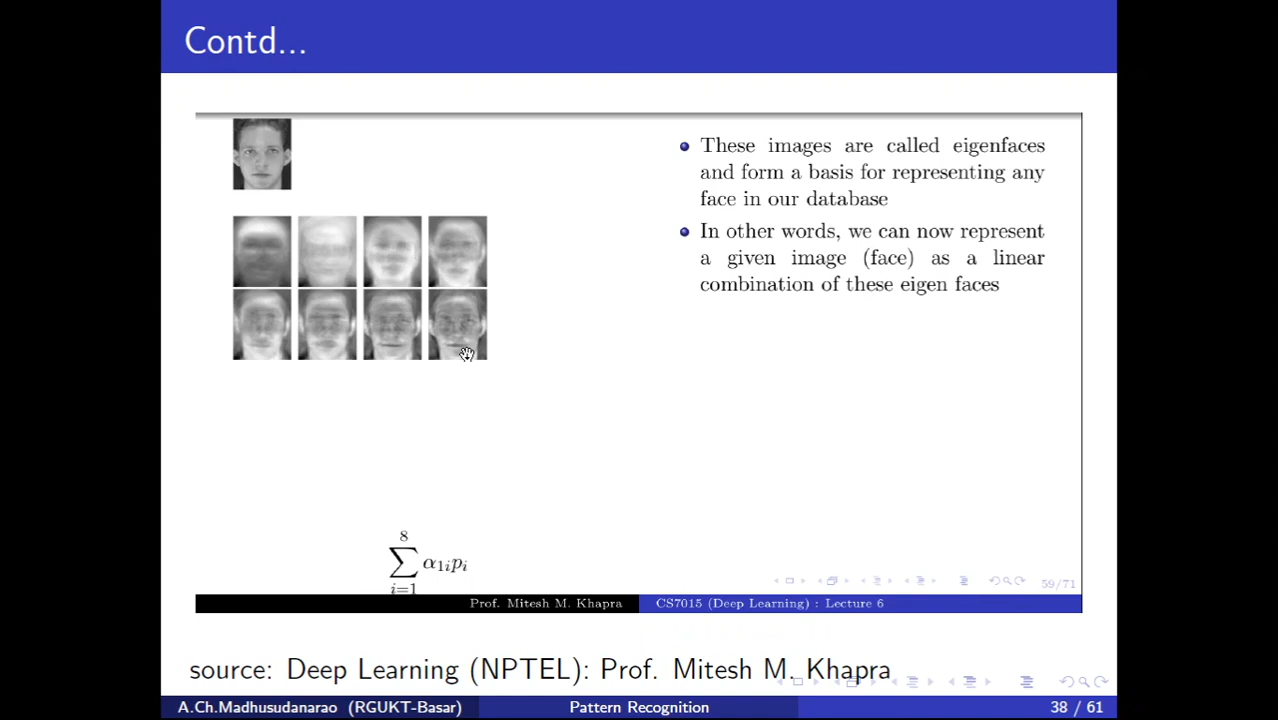 Contd...
These images are called eigenfaces
and form a basis for representing any
face in our database
In other words, we can now represent
a given image (face) as a linear
combination of these eigen faces
8
∑ α₁ᵢpᵢ
i=1
59/71
Prof. Mitesh M. Khapra CS7015 (Deep Learning) : Lecture 6
source: Deep Learning (NPTEL): Prof. Mitesh M. Khapra
A.Ch.Madhusudanarao (RGUKT-Basar) Pattern Recognition 38 / 61